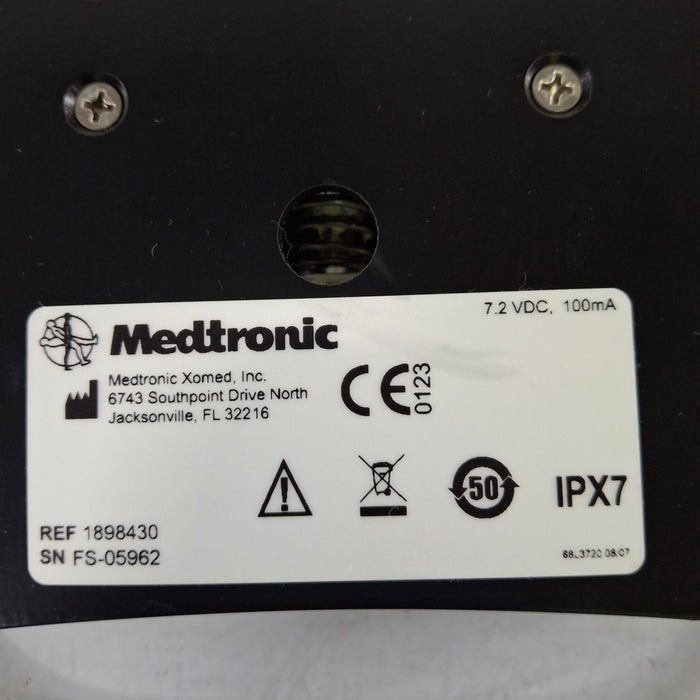 7.2 VDC, 100mA
Medtronic
Medtronic Xomed, Inc.
6743 Southpoint Drive North
Jacksonville, FL 32216
CE 0123
50
IPX7
REF 1898430
SN FS-05962
68L3720 08/07